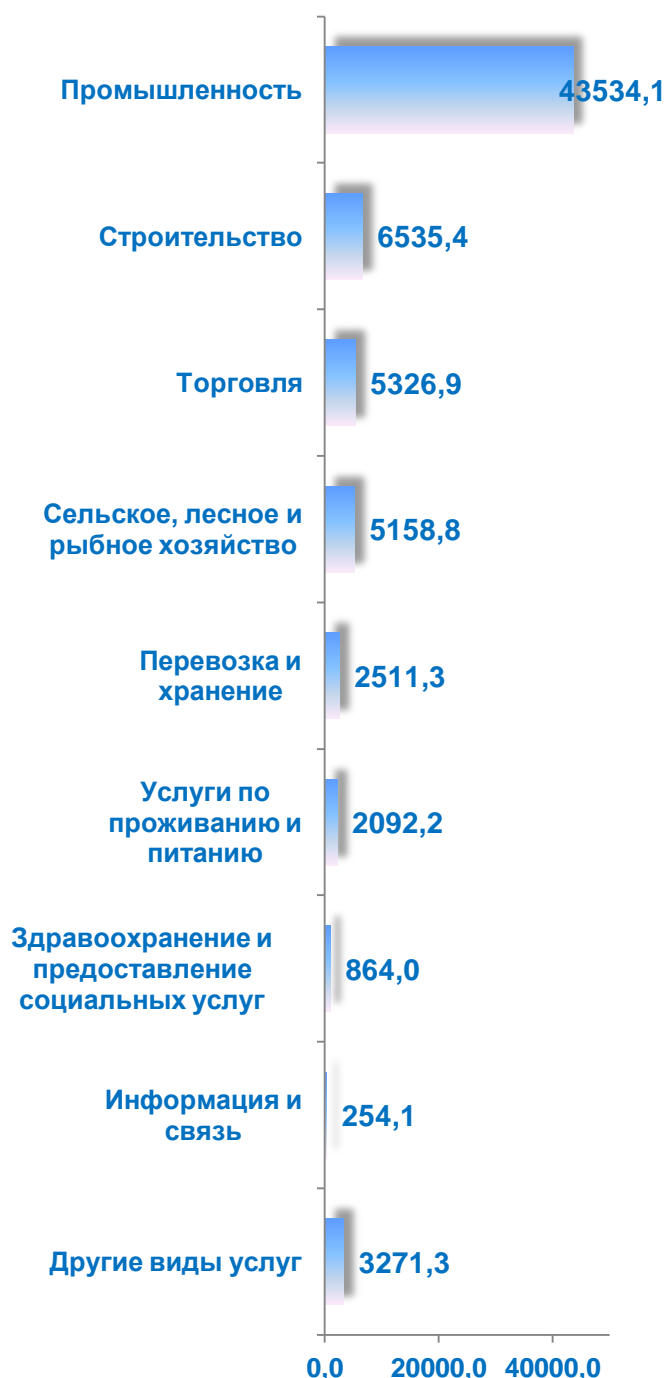 Промышленность
43534,1
Строительство
6535,4
Торговля
5326,9
Сельское, лесное и
рыбное хозяйство
5158,8
Перевозка и
хранение
2511,3
Услуги по
проживанию и
питанию
2092,2
Здравоохранение и
предоставление
социальных услуг
864,0
Информация и
связь
254,1
Другие виды услуг
3271,3
0,0 20000,0 40000,0